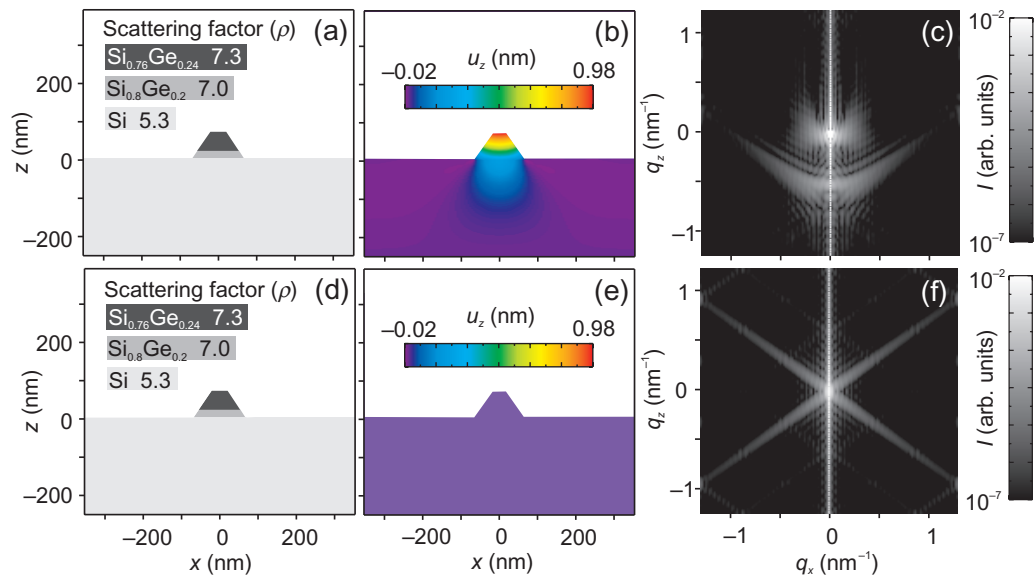 Scattering factor (ρ) (a)
Si0.76Ge0.24 7.3
Si0.8Ge0.2 7.0
Si 5.3
z (nm)
200
0
–200
(b)
uz (nm)
–0.02 0.98
(c)
qz (nm–1)
1
0
–1
10–2
I (arb. units)
10–7
Scattering factor (ρ) (d)
Si0.76Ge0.24 7.3
Si0.8Ge0.2 7.0
Si 5.3
z (nm)
200
0
–200
–200 0 200
x (nm)
(e)
uz (nm)
–0.02 0.98
–200 0 200
x (nm)
(f)
qz (nm–1)
1
0
–1
–1 0 1
qx (nm–1)
10–2
I (arb. units)
10–7